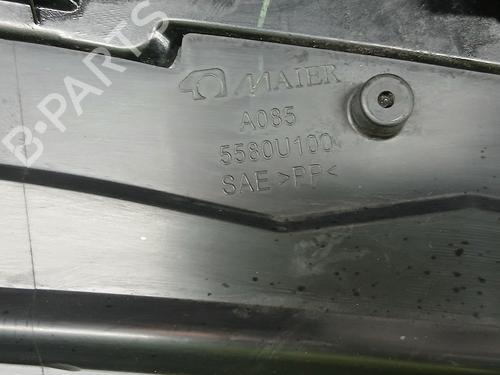 MAIER
A085
5580U100
SAE >PP<
B-PARTS